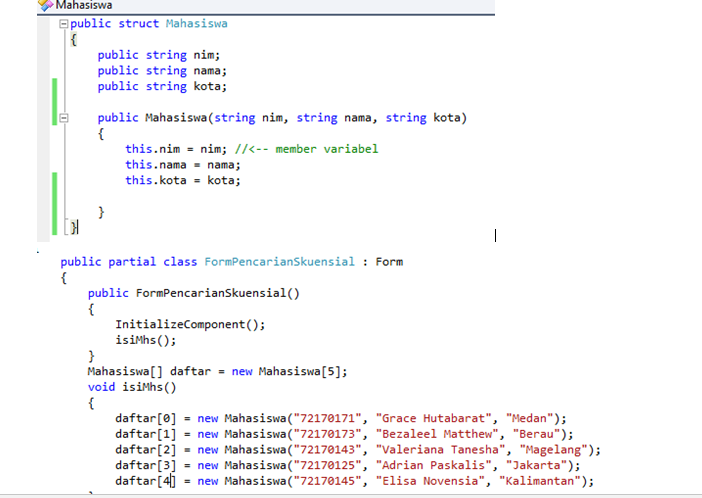 Mahasiswa
public struct Mahasiswa
{
public string nim;
public string nama;
public string kota;
public Mahasiswa(string nim, string nama, string kota)
{
this.nim = nim; //<-- member variabel
this.nama = nama;
this.kota = kota;
}
}
public partial class FormPencarianSkuensial : Form
{
public FormPencarianSkuensial()
{
InitializeComponent();
isiMhs();
}
Mahasiswa[] daftar = new Mahasiswa[5];
void isiMhs()
{
daftar[0] = new Mahasiswa("72170171", "Grace Hutabarat", "Medan");
daftar[1] = new Mahasiswa("72170173", "Bezaleel Matthew", "Berau");
daftar[2] = new Mahasiswa("72170143", "Valeriana Tanesha", "Magelang");
daftar[3] = new Mahasiswa("72170125", "Adrian Paskalis", "Jakarta");
daftar[4] = new Mahasiswa("72170145", "Elisa Novensia", "Kalimantan");